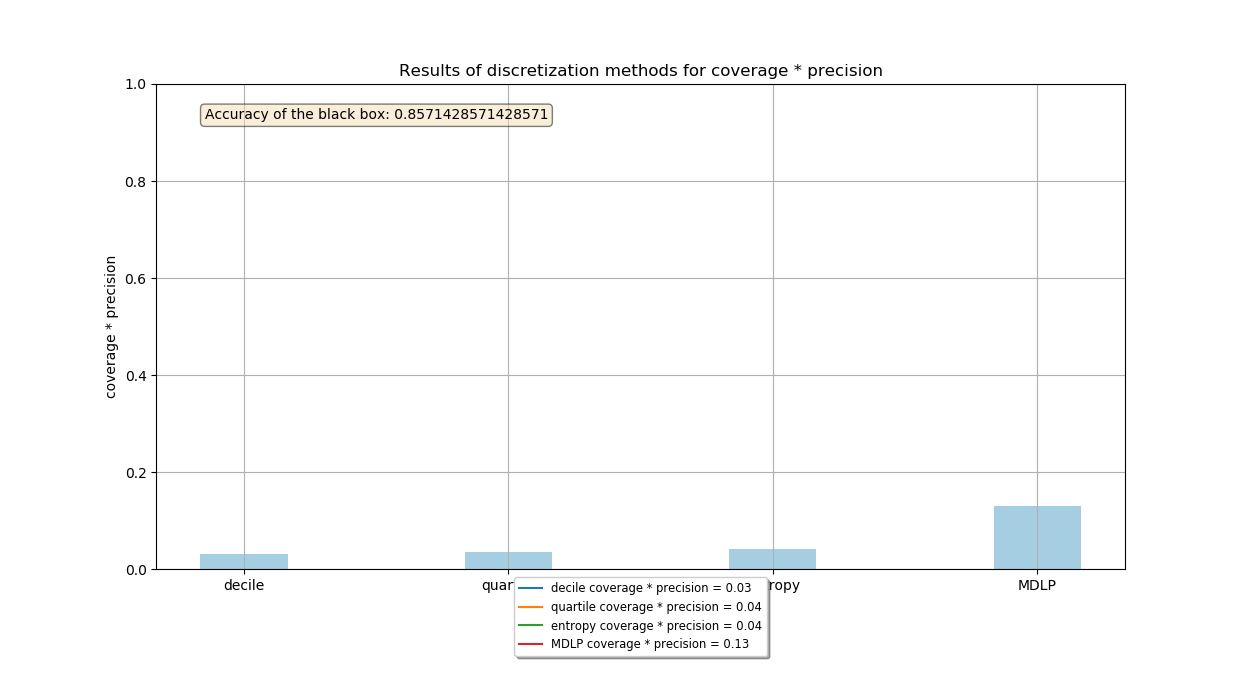 Results of discretization methods for coverage * precision
1.0
Accuracy of the black box: 0.8571428571428571
0.8
0.6
coverage * precision
0.4
0.2
0.0
decile MDLP
decile coverage * precision = 0.03
quartile coverage * precision = 0.04
entropy coverage * precision = 0.04
MDLP coverage * precision = 0.13